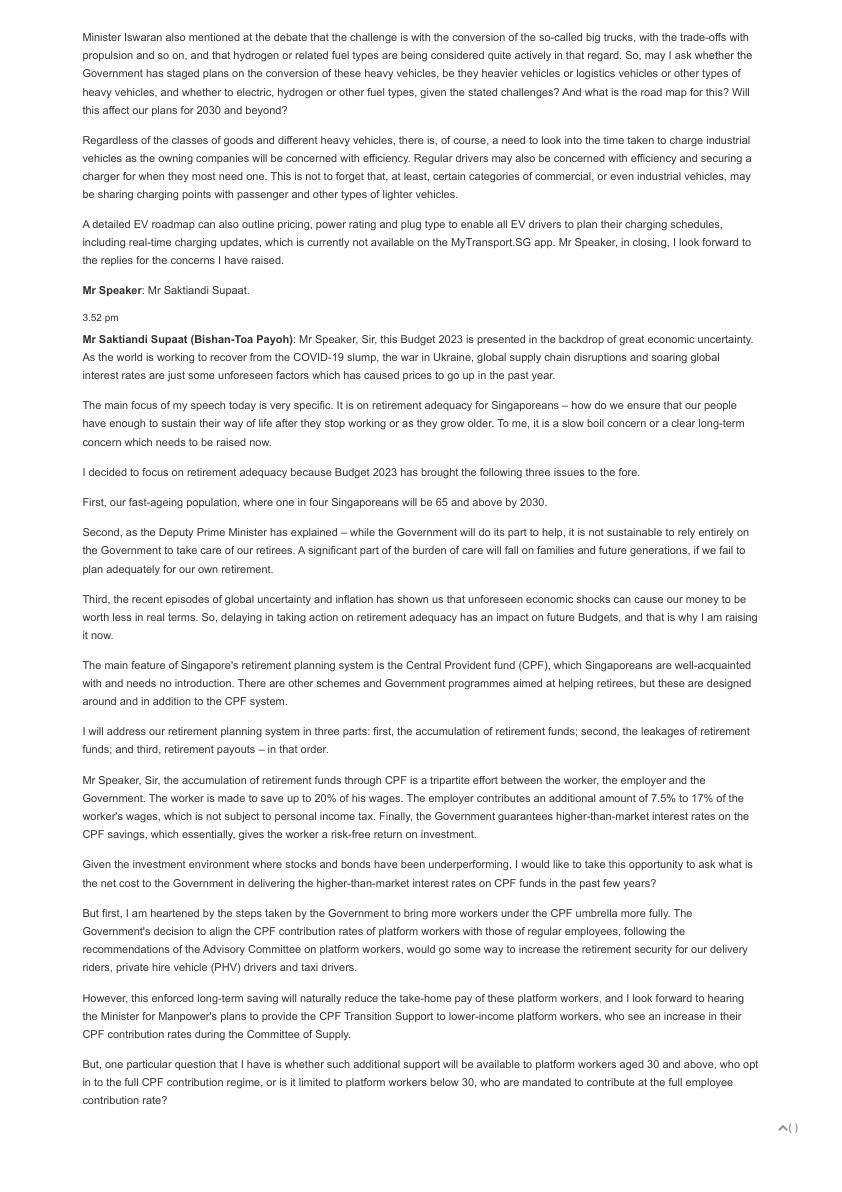 Minister Iswaran also mentioned at the debate that the challenge is with the conversion of the so-called big trucks, with the trade-offs with
propulsion and so on, and that hydrogen or related fuel types are being considered quite actively in that regard. So, may I ask whether the
Government has staged plans on the conversion of these heavy vehicles, be they heavier vehicles or logistics vehicles or other types of
heavy vehicles, and whether to electric, hydrogen or other fuel types, given the stated challenges? And what is the road map for this? Will
this affect our plans for 2030 and beyond?
Regardless of the classes of goods and different heavy vehicles, there is, of course, a need to look into the time taken to charge industrial
vehicles as the owning companies will be concerned with efficiency. Regular drivers may also be concerned with efficiency and securing a
charger for when they most need one. This is not to forget that, at least, certain categories of commercial, or even industrial vehicles, may
be sharing charging points with passenger and other types of lighter vehicles.
A detailed EV roadmap can also outline pricing, power rating and plug type to enable all EV drivers to plan their charging schedules,
including real-time charging updates, which is currently not available on the MyTransport.SG app. Mr Speaker, in closing, I look forward to
the replies for the concerns I have raised.
Mr Speaker: Mr Saktiandi Supaat.
3.52 pm
Mr Saktiandi Supaat (Bishan-Toa Payoh): Mr Speaker, Sir, this Budget 2023 is presented in the backdrop of great economic uncertainty.
As the world is working to recover from the COVID-19 slump, the war in Ukraine, global supply chain disruptions and soaring global
interest rates are just some unforeseen factors which has caused prices to go up in the past year.
The main focus of my speech today is very specific. It is on retirement adequacy for Singaporeans – how do we ensure that our people
have enough to sustain their way of life after they stop working or as they grow older. To me, it is a slow boil concern or a clear long-term
concern which needs to be raised now.
I decided to focus on retirement adequacy because Budget 2023 has brought the following three issues to the fore.
First, our fast-ageing population, where one in four Singaporeans will be 65 and above by 2030.
Second, as the Deputy Prime Minister has explained – while the Government will do its part to help, it is not sustainable to rely entirely on
the Government to take care of our retirees. A significant part of the burden of care will fall on families and future generations, if we fail to
plan adequately for our own retirement.
Third, the recent episodes of global uncertainty and inflation has shown us that unforeseen economic shocks can cause our money to be
worth less in real terms. So, delaying in taking action on retirement adequacy has an impact on future Budgets, and that is why I am raising
it now.
The main feature of Singapore's retirement planning system is the Central Provident fund (CPF), which Singaporeans are well-acquainted
with and needs no introduction. There are other schemes and Government programmes aimed at helping retirees, but these are designed
around and in addition to the CPF system.
I will address our retirement planning system in three parts: first, the accumulation of retirement funds; second, the leakages of retirement
funds; and third, retirement payouts – in that order.
Mr Speaker, Sir, the accumulation of retirement funds through CPF is a tripartite effort between the worker, the employer and the
Government. The worker is made to save up to 20% of his wages. The employer contributes an additional amount of 7.5% to 17% of the
worker's wages, which is not subject to personal income tax. Finally, the Government guarantees higher-than-market interest rates on the
CPF savings, which essentially, gives the worker a risk-free return on investment.
Given the investment environment where stocks and bonds have been underperforming, I would like to take this opportunity to ask what is
the net cost to the Government in delivering the higher-than-market interest rates on CPF funds in the past few years?
But first, I am heartened by the steps taken by the Government to bring more workers under the CPF umbrella more fully. The
Government's decision to align the CPF contribution rates of platform workers with those of regular employees, following the
recommendations of the Advisory Committee on platform workers, would go some way to increase the retirement security for our delivery
riders, private hire vehicle (PHV) drivers and taxi drivers.
However, this enforced long-term saving will naturally reduce the take-home pay of these platform workers, and I look forward to hearing
the Minister for Manpower's plans to provide the CPF Transition Support to lower-income platform workers, who see an increase in their
CPF contribution rates during the Committee of Supply.
But, one particular question that I have is whether such additional support will be available to platform workers aged 30 and above, who opt
in to the full CPF contribution regime, or is it limited to platform workers below 30, who are mandated to contribute at the full employee
contribution rate?
( )